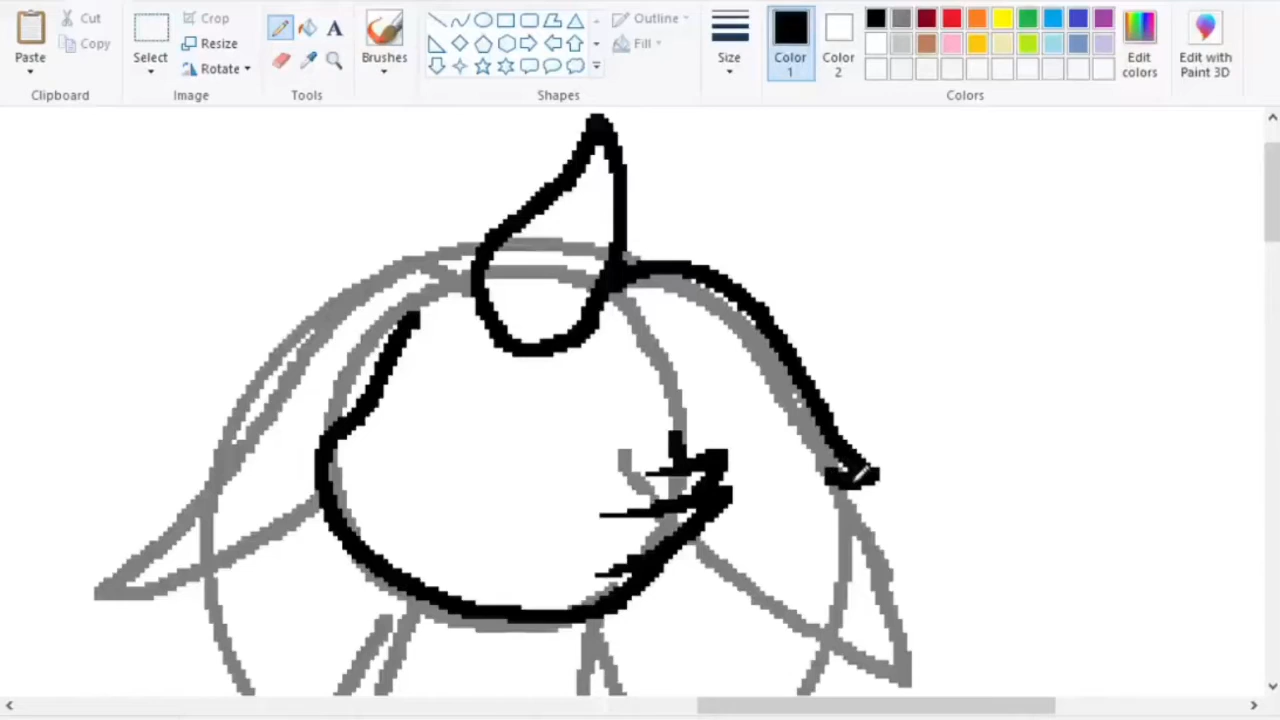 Paste
Cut
Copy
Clipboard
Select
Crop
Resize
Rotate
Image
A
Tools
Brushes
Outline
Fill
Shapes
Size
Color
1
Color
2
Edit
colors
Colors
Edit with
Paint 3D